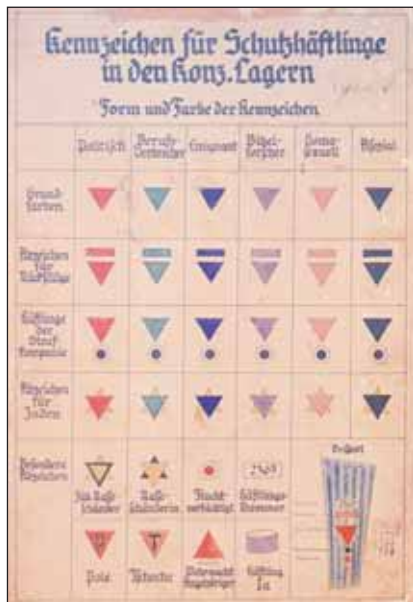 Kennzeichen für Schutzhäftlinge
in den Konz.Lagern
Form und Farbe der Kennzeichen
Politisch Berufs-Verbrecher Emigrant Bibel-forscher Homo-sexuell Asozial
Grund-farben
Abzeichen für Rückfällige
Häftlinge der Straf-kompanie
Abzeichen für Juden
Besondere Abzeichen
Jüd. Rasse-schänder
Rasse-schänderin
Flucht-verdächtigt
Häftlings-Nummer
Beispiel
P
T
Pole
Tscheche
Wehrmacht Angehöriger
Häftling Ia